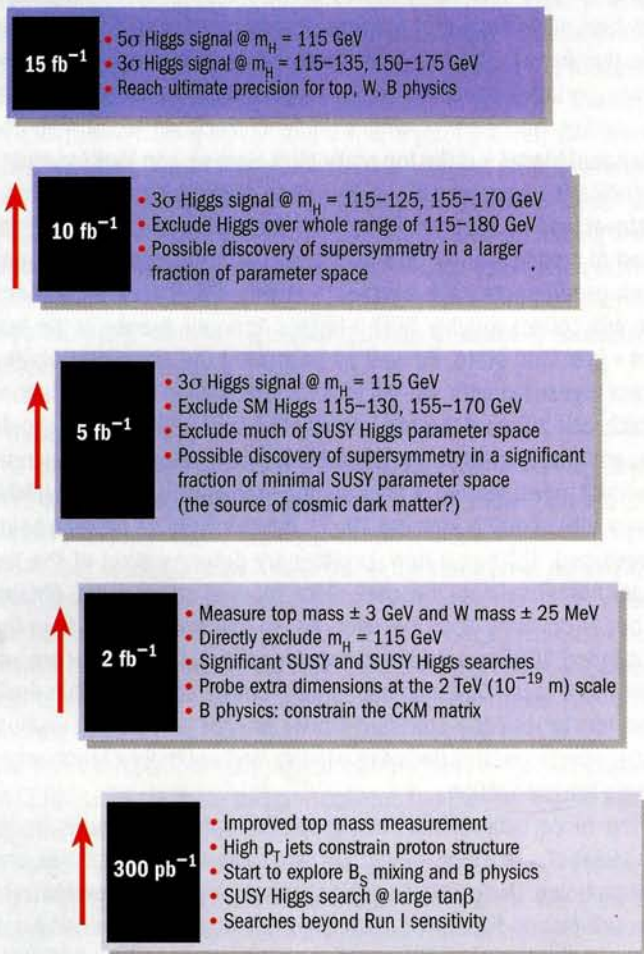 15 fb⁻¹
• 5σ Higgs signal @ m_H = 115 GeV
• 3σ Higgs signal @ m_H = 115–135, 150–175 GeV
• Reach ultimate precision for top, W, B physics
10 fb⁻¹
• 3σ Higgs signal @ m_H = 115–125, 155–170 GeV
• Exclude Higgs over whole range of 115–180 GeV
• Possible discovery of supersymmetry in a larger
fraction of parameter space
5 fb⁻¹
• 3σ Higgs signal @ m_H = 115 GeV
• Exclude SM Higgs 115–130, 155–170 GeV
• Exclude much of SUSY Higgs parameter space
• Possible discovery of supersymmetry in a significant
fraction of minimal SUSY parameter space
(the source of cosmic dark matter?)
2 fb⁻¹
• Measure top mass ± 3 GeV and W mass ± 25 MeV
• Directly exclude m_H = 115 GeV
• Significant SUSY and SUSY Higgs searches
• Probe extra dimensions at the 2 TeV (10⁻¹⁹ m) scale
• B physics: constrain the CKM matrix
300 pb⁻¹
• Improved top mass measurement
• High p_T jets constrain proton structure
• Start to explore B_S mixing and B physics
• SUSY Higgs search @ large tanβ
• Searches beyond Run I sensitivity